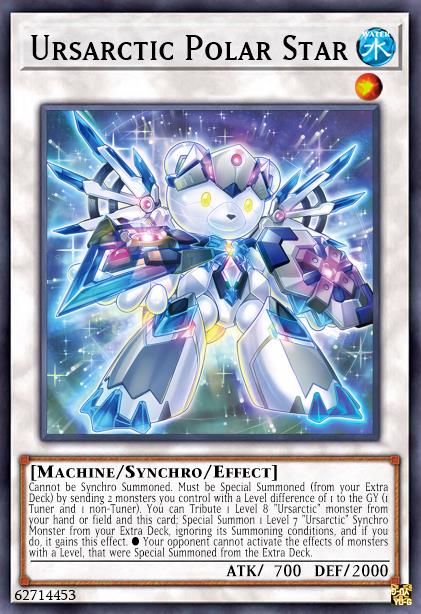 Ursarctic Polar Star
WATER
水
[Machine/Synchro/Effect]
Cannot be Synchro Summoned. Must be Special Summoned (from your Extra
Deck) by sending 2 monsters you control with a Level difference of 1 to the GY (1
Tuner and 1 non-Tuner). You can Tribute 1 Level 8 "Ursarctic" monster from
your hand or field and this card; Special Summon 1 Level 7 "Ursarctic" Synchro
Monster from your Extra Deck, ignoring its Summoning conditions, and if you
do, it gains this effect. ● Your opponent cannot activate the effects of monsters
with a Level, that were Special Summoned from the Extra Deck.
ATK/ 700 DEF/2000
62714453